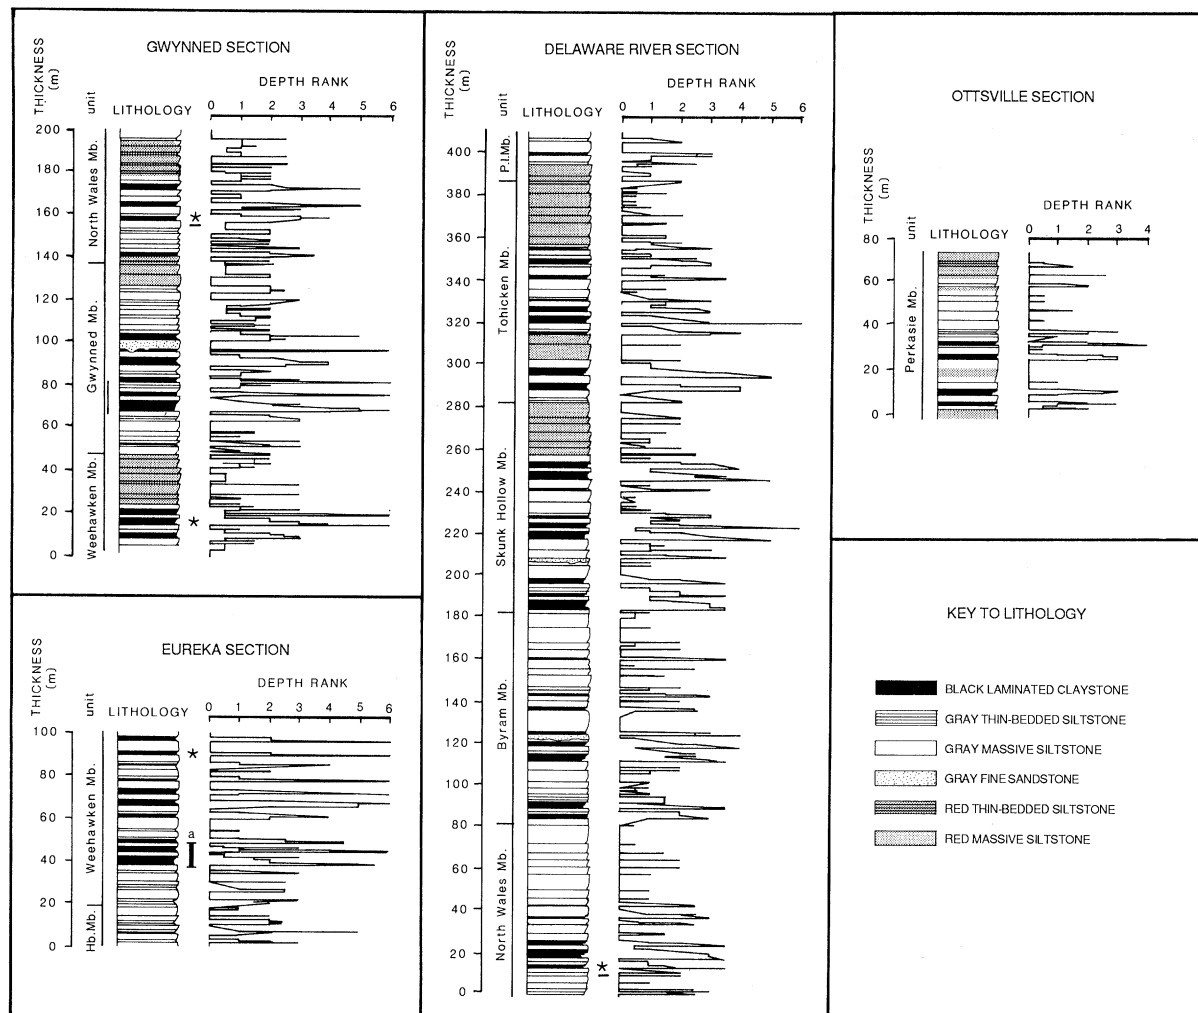 GWYNNED SECTION
THICKNESS (m)
unit
LITHOLOGY
DEPTH RANK
0 1 2 3 4 5 6
200
180
160
140
120
100
80
60
40
20
0
North Wales Mb.
Gwynned Mb.
Weehawken Mb.
*
*
EUREKA SECTION
THICKNESS (m)
unit
LITHOLOGY
DEPTH RANK
0 1 2 3 4 5 6
100
80
60
40
20
0
Weehawken Mb.
Hb.Mb.
*
a
DELAWARE RIVER SECTION
THICKNESS (m)
unit
LITHOLOGY
DEPTH RANK
0 1 2 3 4 5 6
400
380
360
340
320
300
280
260
240
220
200
180
160
140
120
100
80
60
40
20
0
P.I.Mb.
Tohicken Mb.
Skunk Hollow Mb.
Byram Mb.
North Wales Mb.
*
OTTSVILLE SECTION
THICKNESS (m)
unit
LITHOLOGY
DEPTH RANK
0 1 2 3 4
80
60
40
20
0
Perkasie Mb.
KEY TO LITHOLOGY
BLACK LAMINATED CLAYSTONE
GRAY THIN-BEDDED SILTSTONE
GRAY MASSIVE SILTSTONE
GRAY FINE SANDSTONE
RED THIN-BEDDED SILTSTONE
RED MASSIVE SILTSTONE